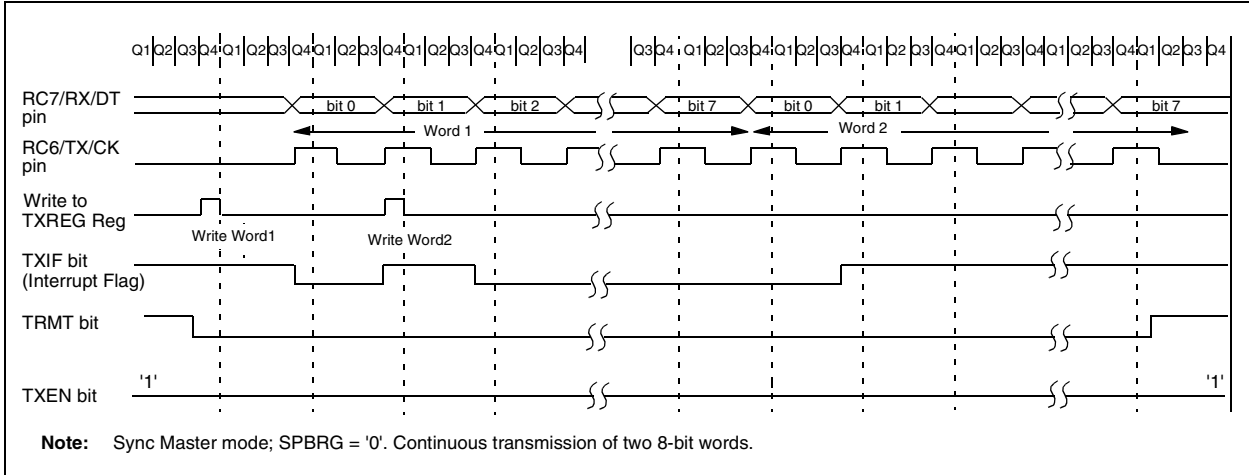 Q1 Q2 Q3 Q4 Q1 Q2 Q3 Q4 Q1 Q2 Q3 Q4 Q1 Q2 Q3 Q4 Q1 Q2 Q3 Q4 Q3 Q4 Q1 Q2 Q3 Q4 Q1 Q2 Q3 Q4 Q1 Q2 Q3 Q4 Q1 Q2 Q3 Q4 Q1 Q2 Q3 Q4 Q1 Q2 Q3 Q4
RC7/RX/DT
pin
bit 0 bit 1 bit 2 bit 7 bit 0 bit 1 bit 7
Word 1 Word 2
RC6/TX/CK
pin
Write to
TXREG Reg
Write Word1 Write Word2
TXIF bit
(Interrupt Flag)
TRMT bit
'1' '1'
TXEN bit
Note: Sync Master mode; SPBRG = '0'. Continuous transmission of two 8-bit words.